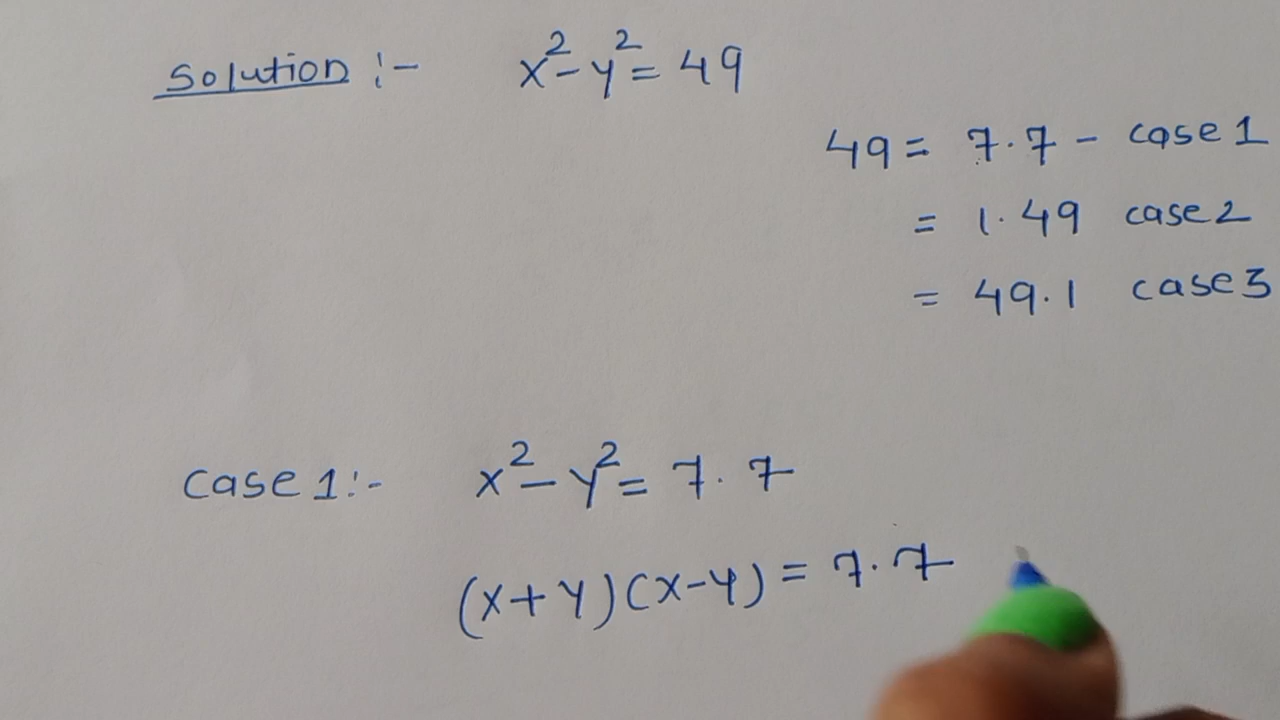 Solution :- x²-y²= 49
49 = 7.7 - case 1
= 1.49 case 2
= 49.1 case 3
Case 1:- x²-y²= 7.7
(x+y)(x-y) = 7.7